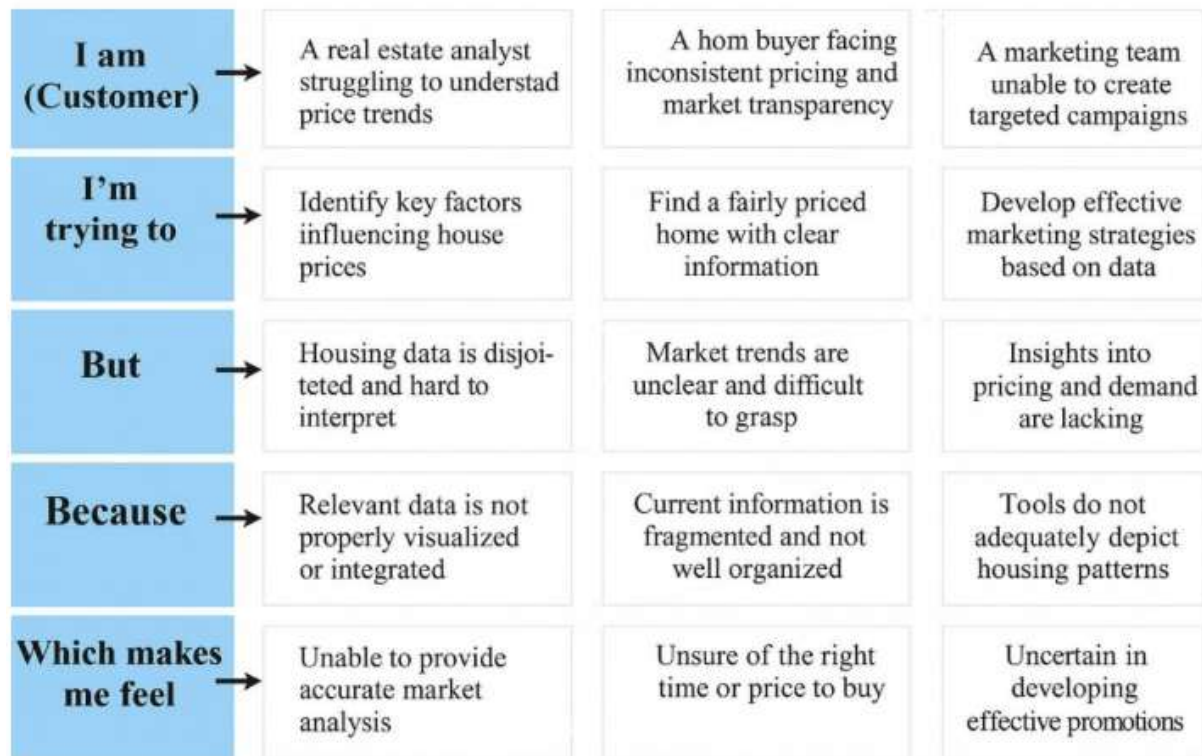 I am
(Customer)
A real estate analyst
struggling to understad
price trends
A hom buyer facing
inconsistent pricing and
market transparency
A marketing team
unable to create
targeted campaigns
I'm
trying to
Identify key factors
influencing house
prices
Find a fairly priced
home with clear
information
Develop effective
marketing strategies
based on data
But
Housing data is disjoi-
teted and hard to
interpret
Market trends are
unclear and difficult
to grasp
Insights into
pricing and demand
are lacking
Because
Relevant data is not
properly visualized
or integrated
Current information is
fragmented and not
well organized
Tools do not
adequately depict
housing patterns
Which makes
me feel
Unable to provide
accurate market
analysis
Unsure of the right
time or price to buy
Uncertain in
developing
effective promotions